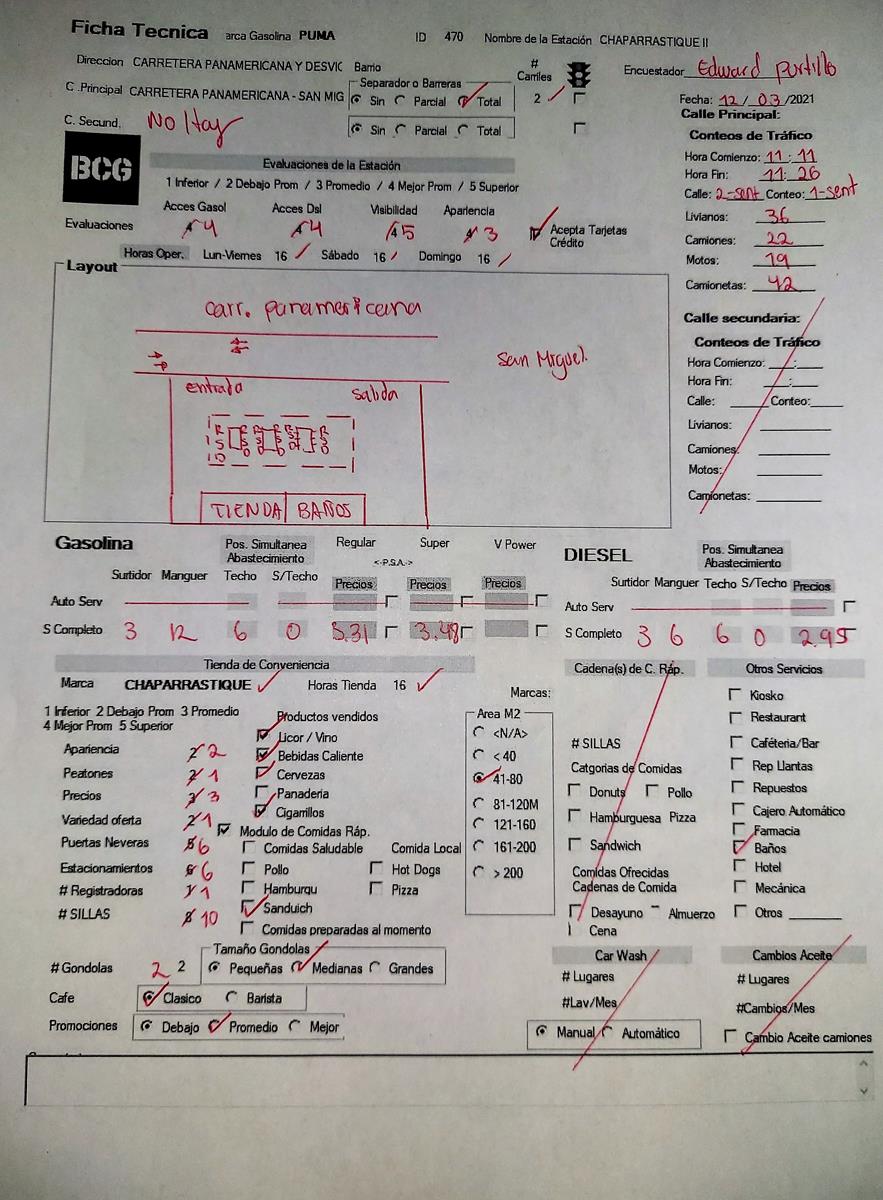 Ficha Tecnica arca Gasolina PUMA ID 470 Nombre de la Estación CHAPARRASTIQUE II
Direccion CARRETERA PANAMERICANA Y DESVIC Barrio # Carriles Encuestador Edward Portillo
C .Principal CARRETERA PANAMERICANA - SAN MIG Separador o Barreras Sin Parcial Total 2 Fecha: 12 / 03 /2021
C. Secund. No Hay Sin Parcial Total
Calle Principal:
Conteos de Tráfico
BCG
Evaluaciones de la Estación
Hora Comienzo: 11 : 11
1 Inferior / 2 Debajo Prom / 3 Promedio / 4 Mejor Prom / 5 Superior
Hora Fin: 11: 26
Calle: 2-sent Conteo: 1-sent
Acces Gasol Acces Dsl Visibilidad Apariencia
Evaluaciones 4 4 5 3 Acepta Tarjetas Crédito
Livianos: 36
Camiones: 22
Horas Oper. Lun-Viernes 16 Sábado 16 Domingo 16
Motos: 19
Camionetas: 42
Layout
carr. panamericana
San Miguel.
entrada salida
TIENDA BAÑOS
Calle secundaria:
Conteos de Tráfico
Hora Comienzo: __:__
Hora Fin: __:__
Calle: ____ Conteo:____
Livianos: ____
Camiones: ____
Motos: ____
Camionetas: ____
Gasolina Pos. Simultanea Abastecimiento Regular Super V Power DIESEL Pos. Simultanea Abastecimiento
<-P.S.A.->
Surtidor Manguer Techo S/Techo Precios Precios Precios Surtidor Manguer Techo S/Techo Precios
Auto Serv Auto Serv
S Completo 3 12 6 0 3.31 3.48 S Completo 3 6 6 0 2.95
Tienda de Conveniencia Cadena(s) de C. Ráp. Otros Servicios
Marca CHAPARRASTIQUE Horas Tienda 16
Marcas:
1 Inferior 2 Debajo Prom 3 Promedio
4 Mejor Prom 5 Superior
Apariencia 2
Peatones 1
Precios 3
Variedad oferta 1
Puertas Neveras 6
Estacionamientos 6
# Registradoras 1
# SILLAS 10
Productos vendidos
Licor / Vino
Bebidas Caliente
Cervezas
Panaderia
Cigarrillos
Modulo de Comidas Ráp.
Comidas Saludable Comida Local
Pollo Hot Dogs
Hamburqu Pizza
Sanduich
Comidas preparadas al momento
Area M2
<N/A>
< 40
41-80
81-120M
121-160
161-200
> 200
# SILLAS
Catgorias de Comidas
Donuts Pollo
Hamburguesa Pizza
Sandwich
Comidas Ofrecidas
Cadenas de Comida
Desayuno Almuerzo
Cena
Kiosko
Restaurant
Caféteria/Bar
Rep Llantas
Repuestos
Cajero Automático
Farmacia
Baños
Hotel
Mecánica
Otros ____
Tamaño Gondolas
# Gondolas 2 2 Pequeñas Medianas Grandes
Cafe Clasico Barista
Promociones Debajo Promedio Mejor
Car Wash
# Lugares
#Lav/Mes
Manual Automático
Cambios Aceite
# Lugares
#Cambios/Mes
Cambio Aceite camiones